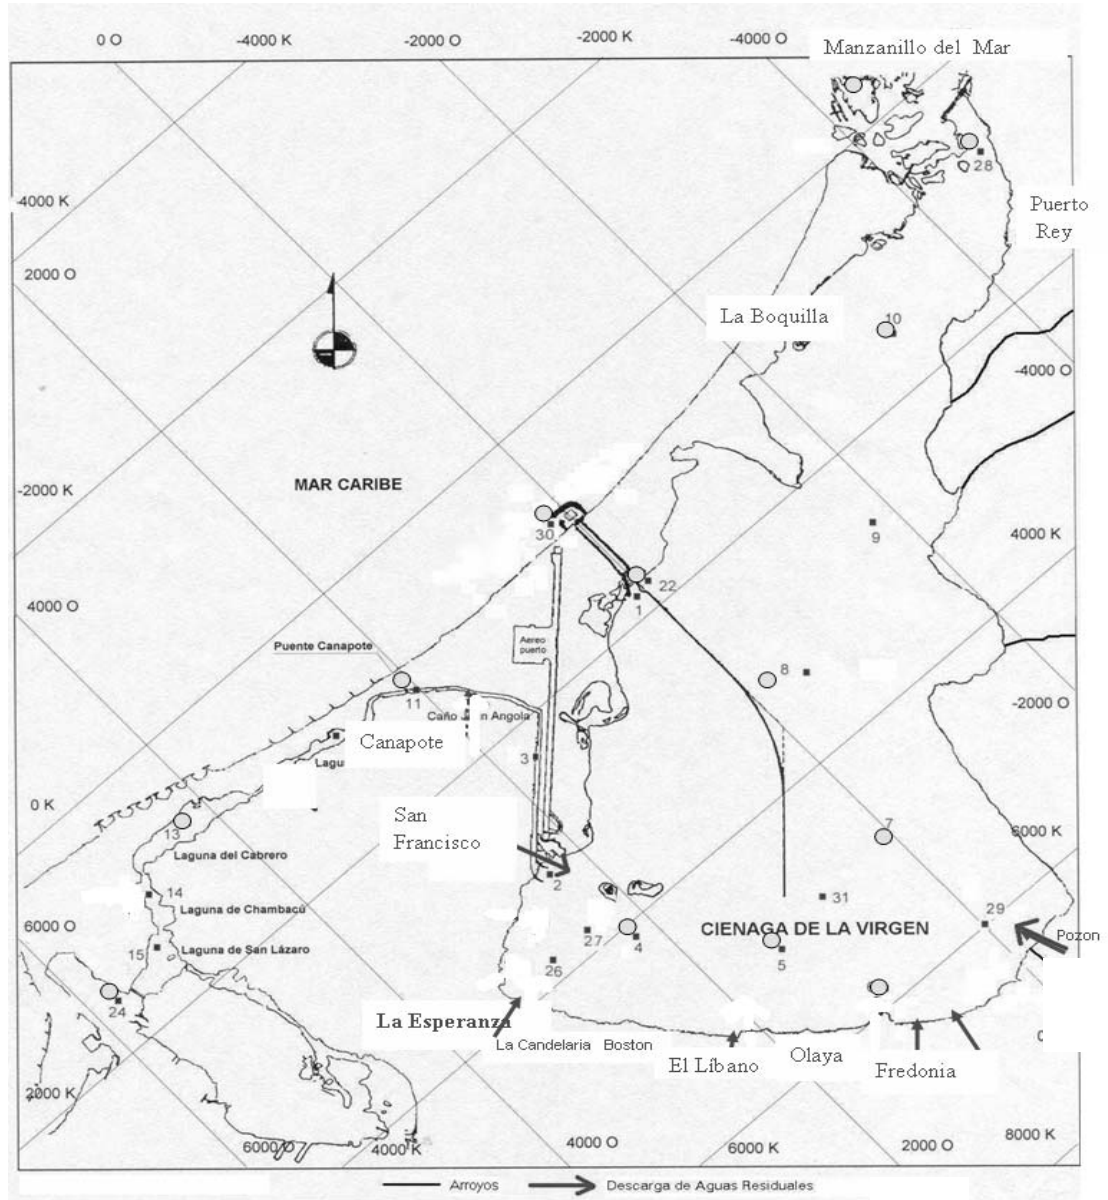 0 O
-4000 K
-2000 O
-2000 K
-4000 O
Manzanillo del Mar
28
-4000 K
Puerto
Rey
2000 O
La Boquilla
10
-4000 O
MAR CARIBE
-2000 K
30
9
4000 K
22
1
4000 O
Aereo
puerto
Puente Canapote
8
11
-2000 O
Caño J an Angola
Canapote
3
Lagu
0 K
San
Francisco
13
7
6000 K
Laguna del Cabrero
2
14
31
Laguna de Chambacú
29
6000 O
27
4
CIENAGA DE LA VIRGEN
Pozon
15
Laguna de San Lázaro
5
26
24
La Esperanza
La Candelaria Boston
El Líbano
Olaya
Fredonia
2000 K
6000 O
4000 K
4000 O
6000 K
2000 O
8000 K
Arroyos
Descarga de Aguas Residuales